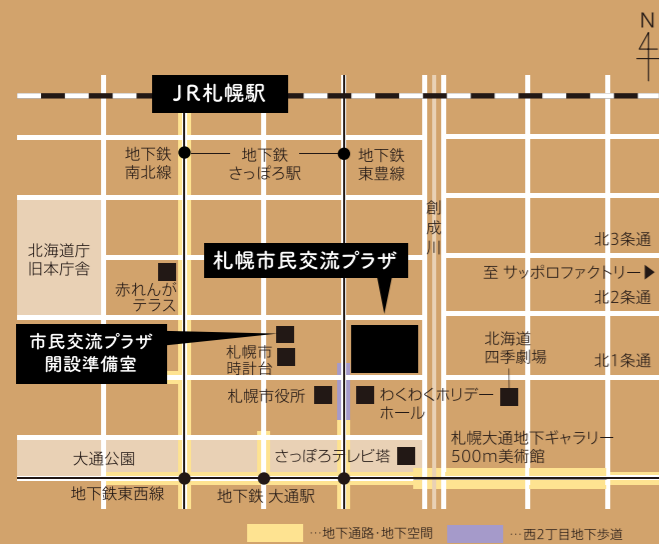 N
JR札幌駅
地下鉄
南北線
地下鉄
さっぽろ駅
地下鉄
東豊線
創成川
北3条通
北海道庁
旧本庁舎
札幌市民交流プラザ
至 サッポロファクトリー▶
赤れんが
テラス
北2条通
市民交流プラザ
開設準備室
札幌市
時計台
北海道
四季劇場
北1条通
札幌市役所
わくわくホリデー
ホール
大通公園
さっぽろテレビ塔
札幌大通地下ギャラリー
500m美術館
地下鉄東西線
地下鉄 大通駅
…地下通路・地下空間
…西2丁目地下歩道